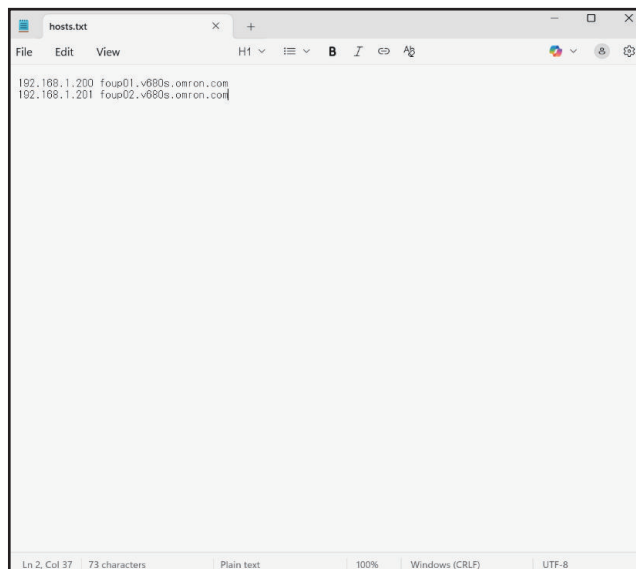 hosts.txt
File Edit View H1 B I
192.168.1.200 foup01.v680s.omron.com
192.168.1.201 foup02.v680s.omron.com
Ln 2, Col 37 73 characters Plain text 100% Windows (CRLF) UTF-8